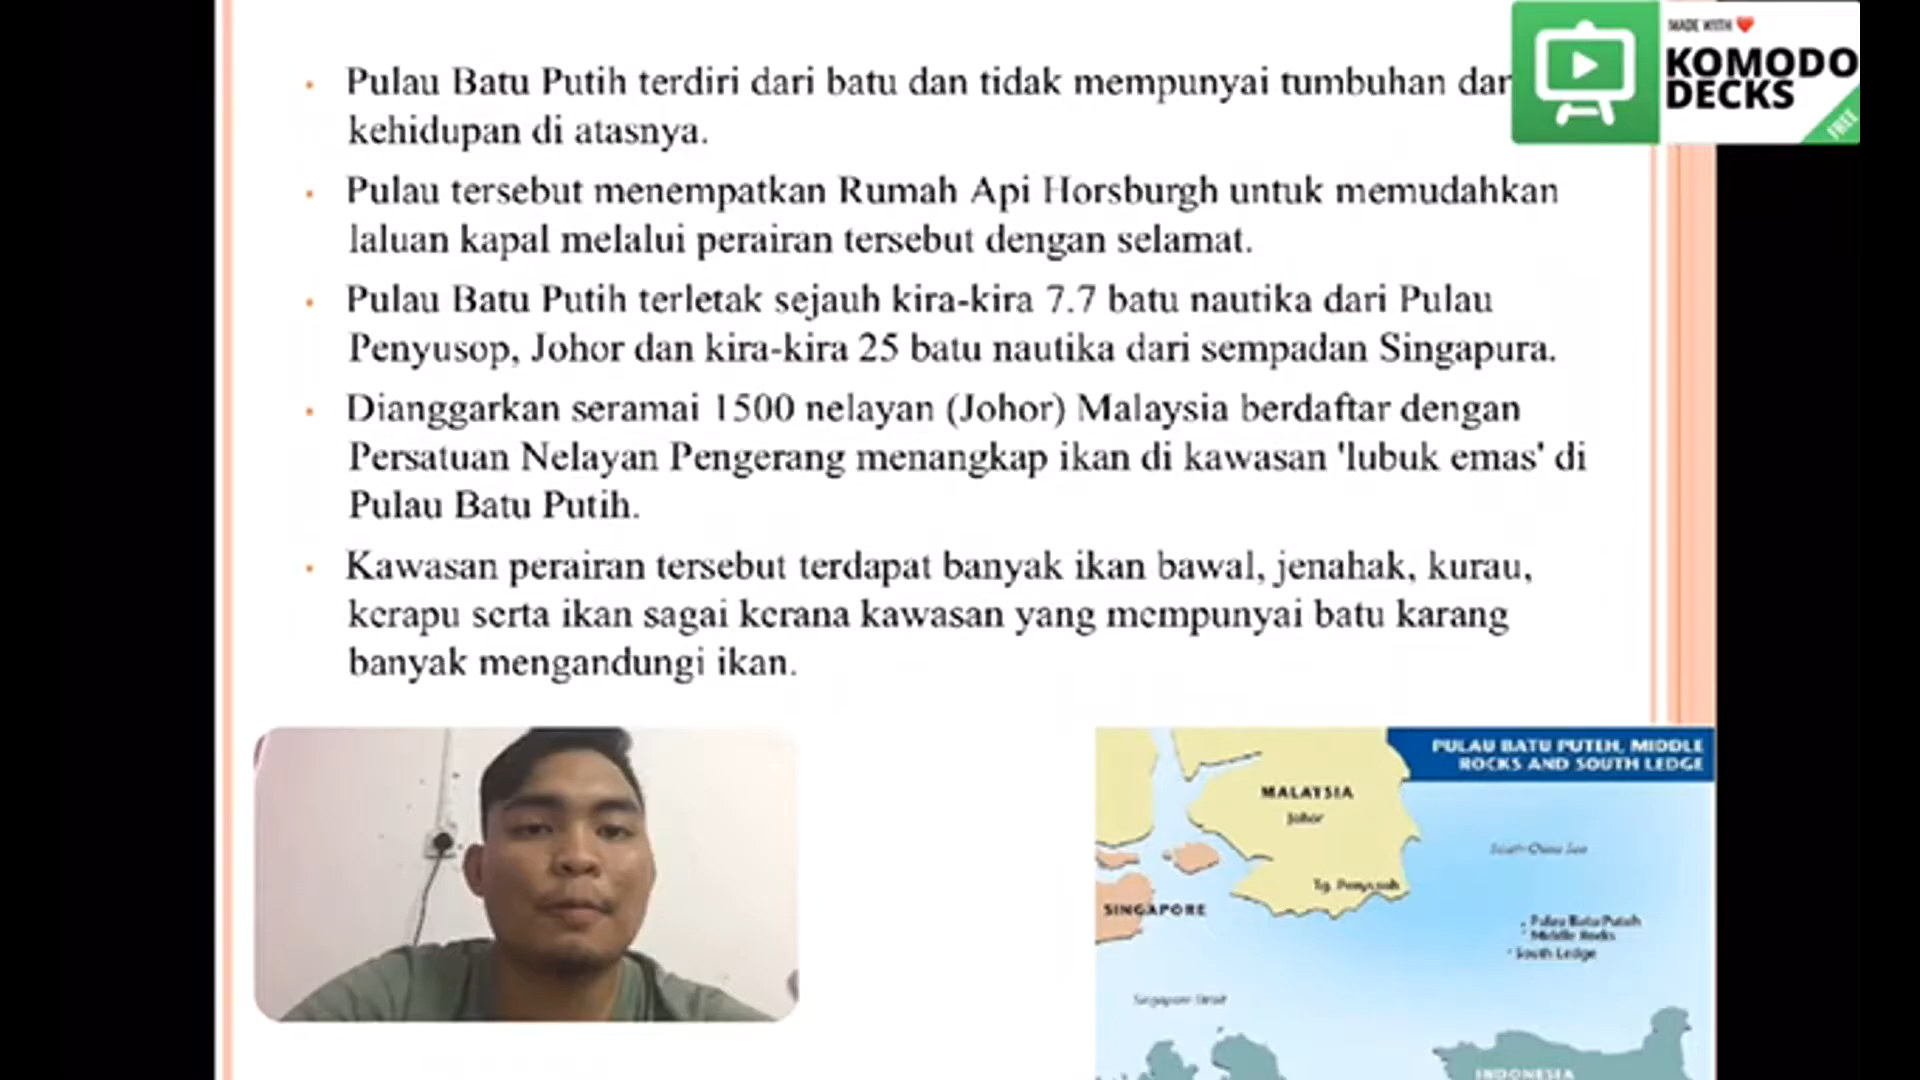 Pulau Batu Putih terdiri dari batu dan tidak mempunyai tumbuhan dan
kehidupan di atasnya.
Pulau tersebut menempatkan Rumah Api Horsburgh untuk memudahkan
laluan kapal melalui perairan tersebut dengan selamat.
Pulau Batu Putih terletak sejauh kira-kira 7.7 batu nautika dari Pulau
Penyusop, Johor dan kira-kira 25 batu nautika dari sempadan Singapura.
Dianggarkan seramai 1500 nelayan (Johor) Malaysia berdaftar dengan
Persatuan Nelayan Pengerang menangkap ikan di kawasan 'lubuk emas' di
Pulau Batu Putih.
Kawasan perairan tersebut terdapat banyak ikan bawal, jenahak, kurau,
kerapu serta ikan sagai kerana kawasan yang mempunyai batu karang
banyak mengandungi ikan.
MADE WITH ❤
KOMODO
DECKS
FREE
PULAU BATU PUTEH, MIDDLE
ROCKS AND SOUTH LEDGE
MALAYSIA
Johor
South China Sea
Tg. Penyusuh
SINGAPORE
Pulau Batu Puteh
Middle Rocks
South Ledge
Singapore Strait
INDONESIA